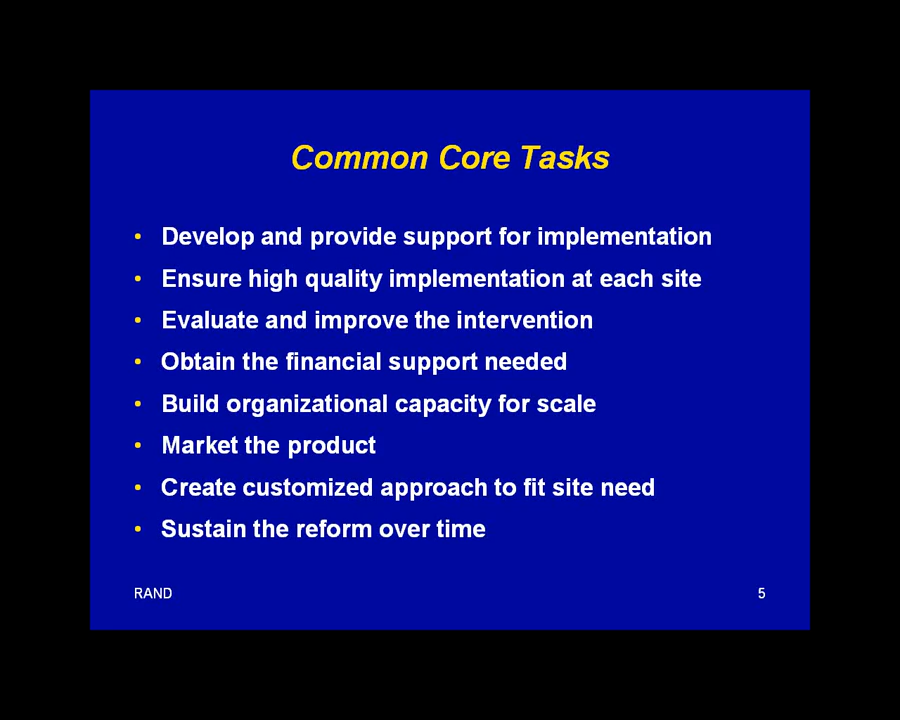 Common Core Tasks
• Develop and provide support for implementation
• Ensure high quality implementation at each site
• Evaluate and improve the intervention
• Obtain the financial support needed
• Build organizational capacity for scale
• Market the product
• Create customized approach to fit site need
• Sustain the reform over time
RAND 5